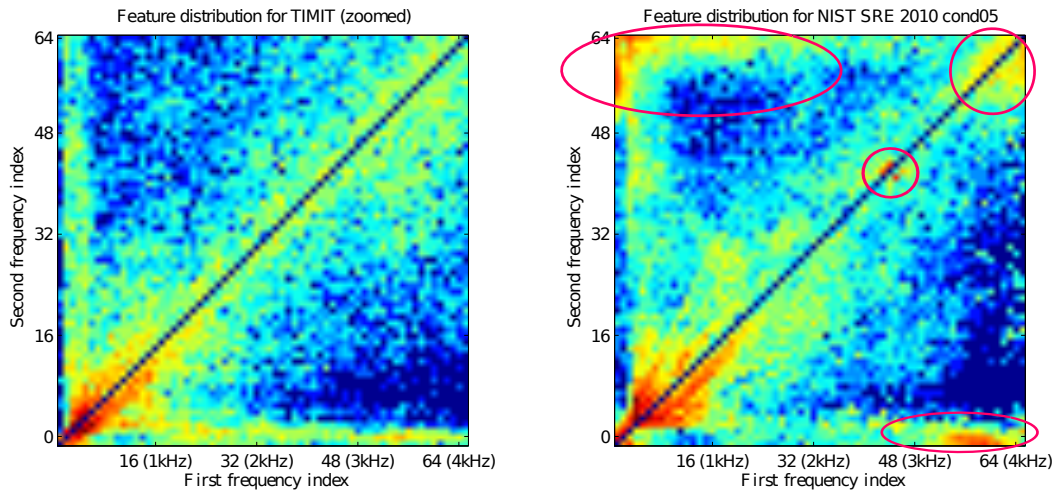 Feature distribution for TIMIT (zoomed)
64
48
32
16
0
Second frequency index
16 (1kHz) 32 (2kHz) 48 (3kHz) 64 (4kHz)
First frequency index
Feature distribution for NIST SRE 2010 cond05
64
48
32
16
0
Second frequency index
16 (1kHz) 32 (2kHz) 48 (3kHz) 64 (4kHz)
First frequency index